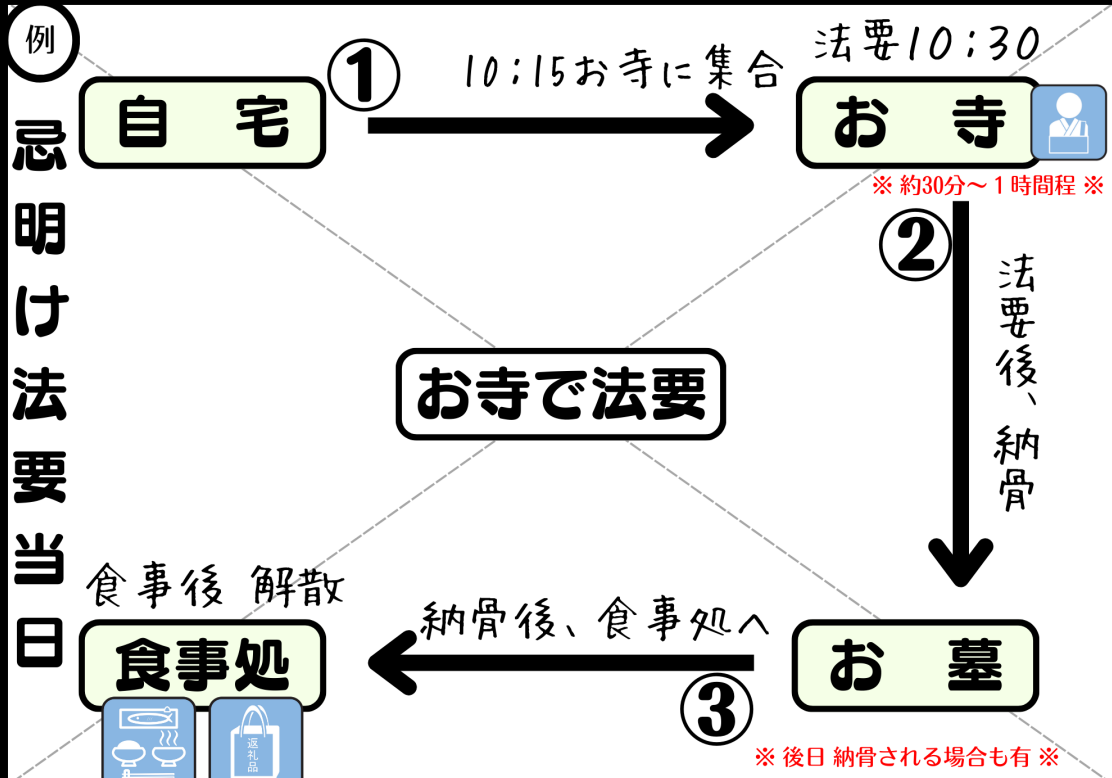 例
忌明け法要当日
自 宅
①
10:15お寺に集合
法要10:30
お 寺
※ 約30分～1時間程 ※
②
法要後、納骨
お寺で法要
お 墓
※ 後日 納骨される場合も有 ※
③
納骨後、食事処へ
食事後 解散
食事処
返礼品